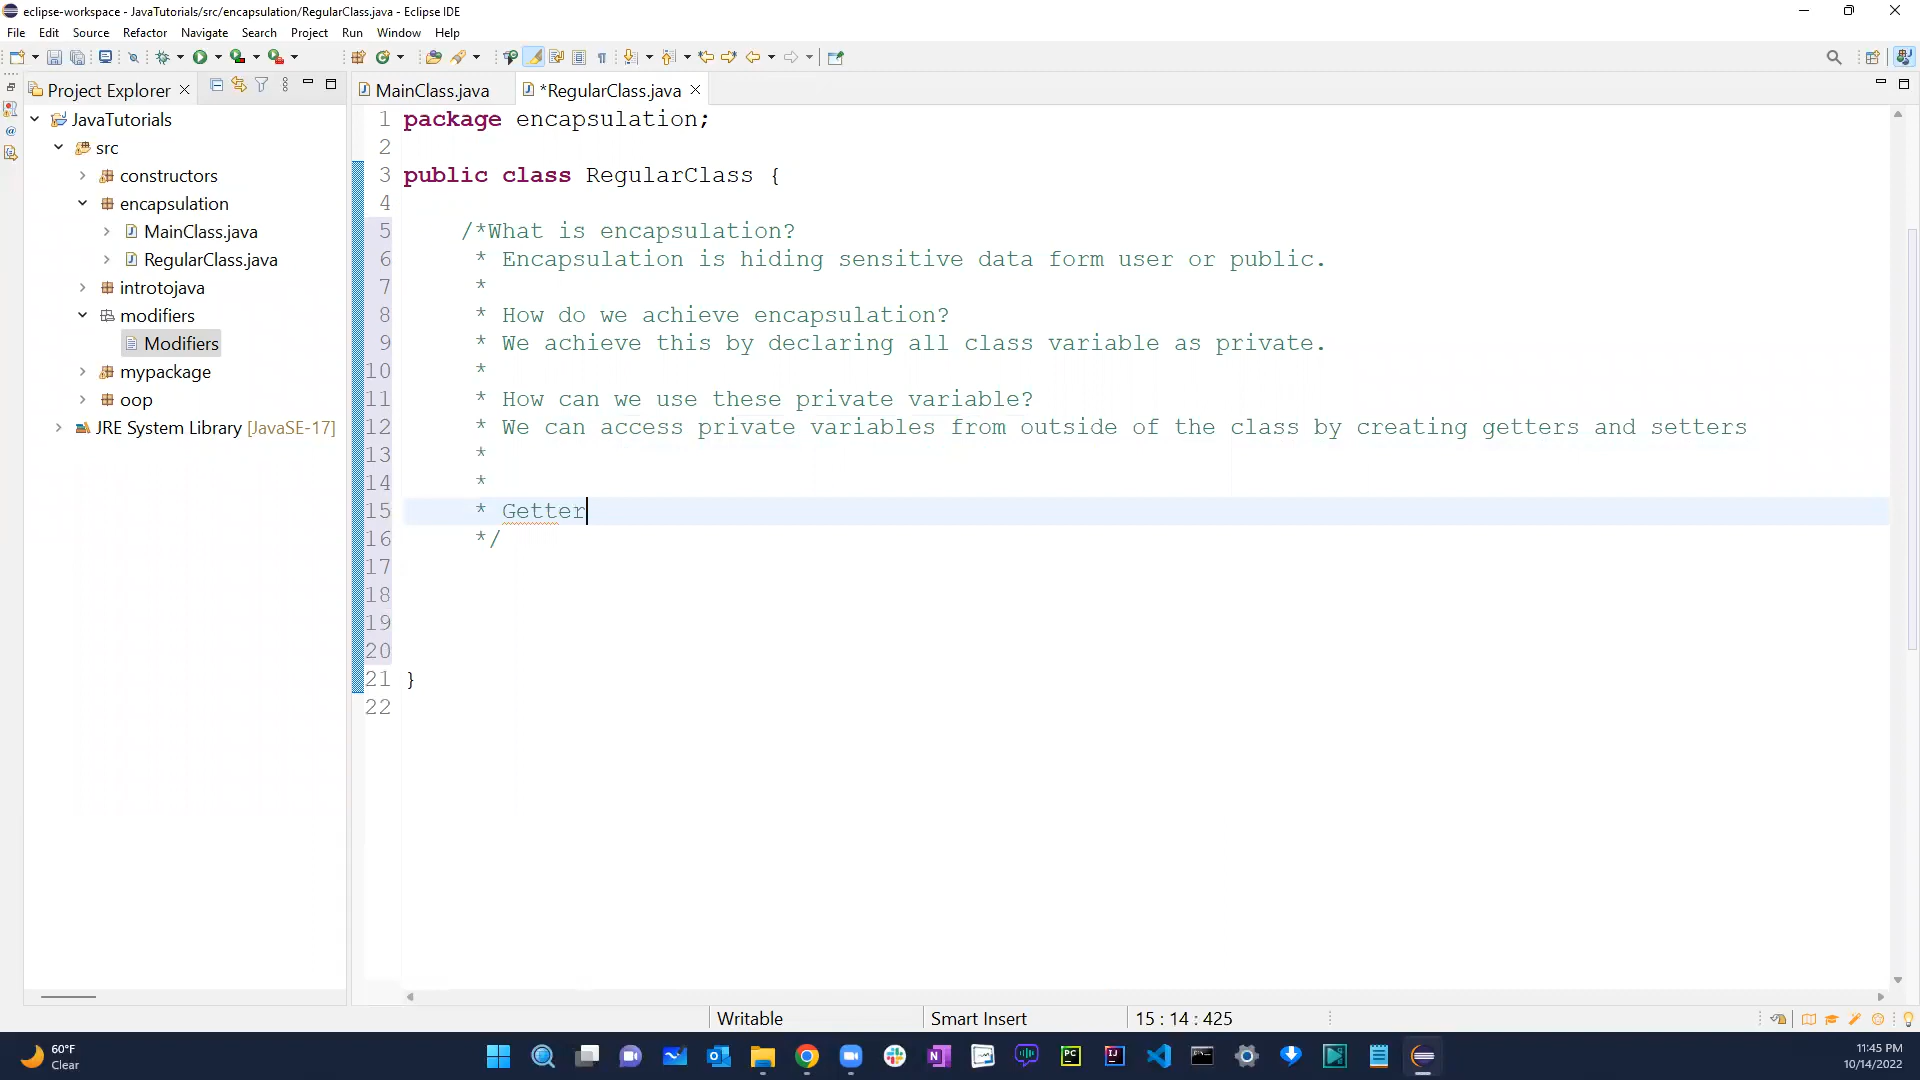 eclipse-workspace - JavaTutorials/src/encapsulation/RegularClass.java - Eclipse IDE
File Edit Source Refactor Navigate Search Project Run Window Help
Project Explorer
MainClass.java
*RegularClass.java
JavaTutorials
src
constructors
encapsulation
MainClass.java
RegularClass.java
introtojava
modifiers
Modifiers
mypackage
oop
JRE System Library [JavaSE-17]
1 package encapsulation;
2
3 public class RegularClass {
4
5 /*What is encapsulation?
6 * Encapsulation is hiding sensitive data form user or public.
7 *
8 * How do we achieve encapsulation?
9 * We achieve this by declaring all class variable as private.
10 *
11 * How can we use these private variable?
12 * We can access private variables from outside of the class by creating getters and setters
13 *
14 *
15 * Getter
16 */
17
18
19
20
21 }
22
Writable Smart Insert 15 : 14 : 425
60°F
Clear
11:45 PM
10/14/2022